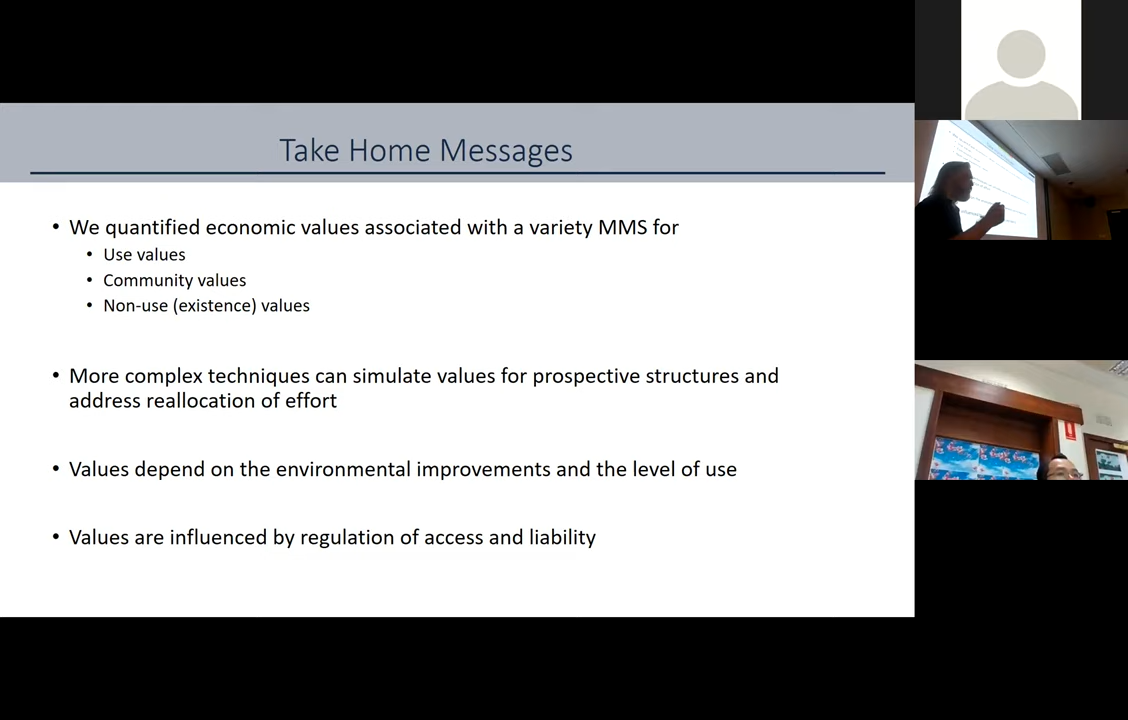 Take Home Messages
• We quantified economic values associated with a variety MMS for
• Use values
• Community values
• Non-use (existence) values
• More complex techniques can simulate values for prospective structures and
address reallocation of effort
• Values depend on the environmental improvements and the level of use
• Values are influenced by regulation of access and liability